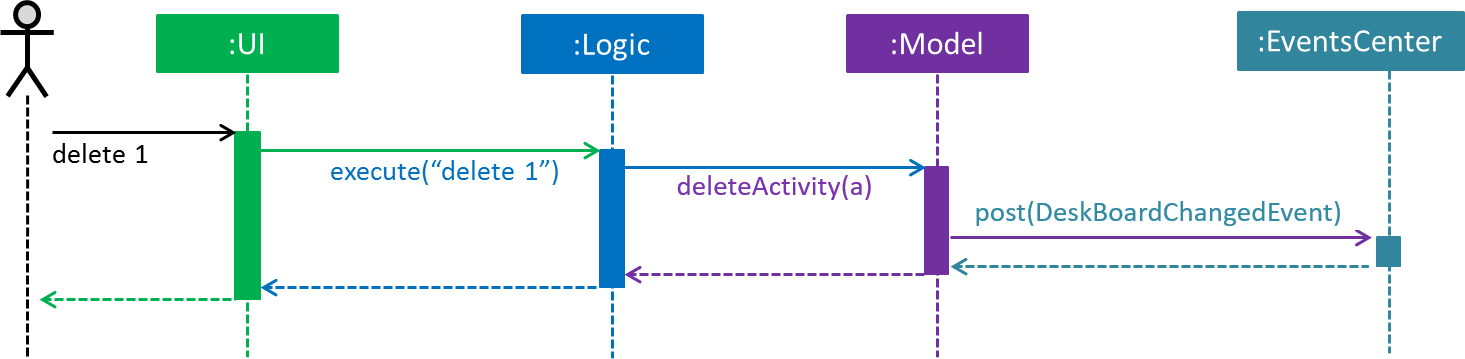 :UI
:Logic
:Model
:EventsCenter
delete 1
execute(“delete 1”)
deleteActivity(a)
post(DeskBoardChangedEvent)